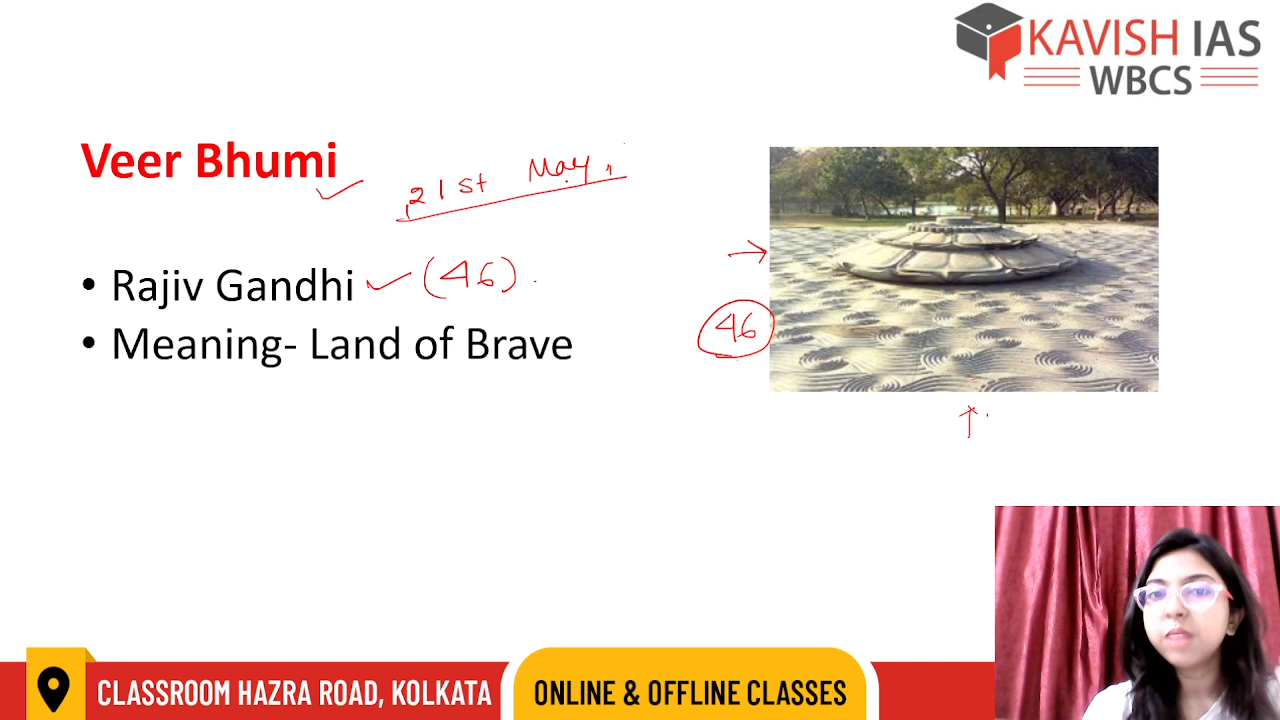 KAVISH IAS
WBCS
Veer Bhumi
21st May,
• Rajiv Gandhi (46).
46
• Meaning- Land of Brave
CLASSROOM HAZRA ROAD, KOLKATA
ONLINE & OFFLINE CLASSES